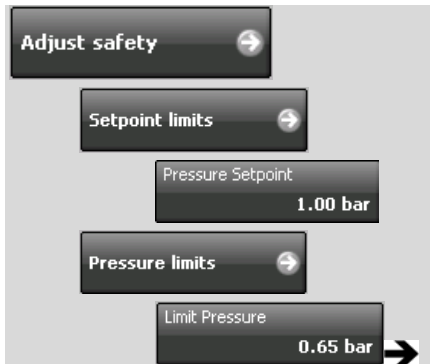 Adjust safety
Setpoint limits
Pressure Setpoint
1.00 bar
Pressure limits
Limit Pressure
0.65 bar